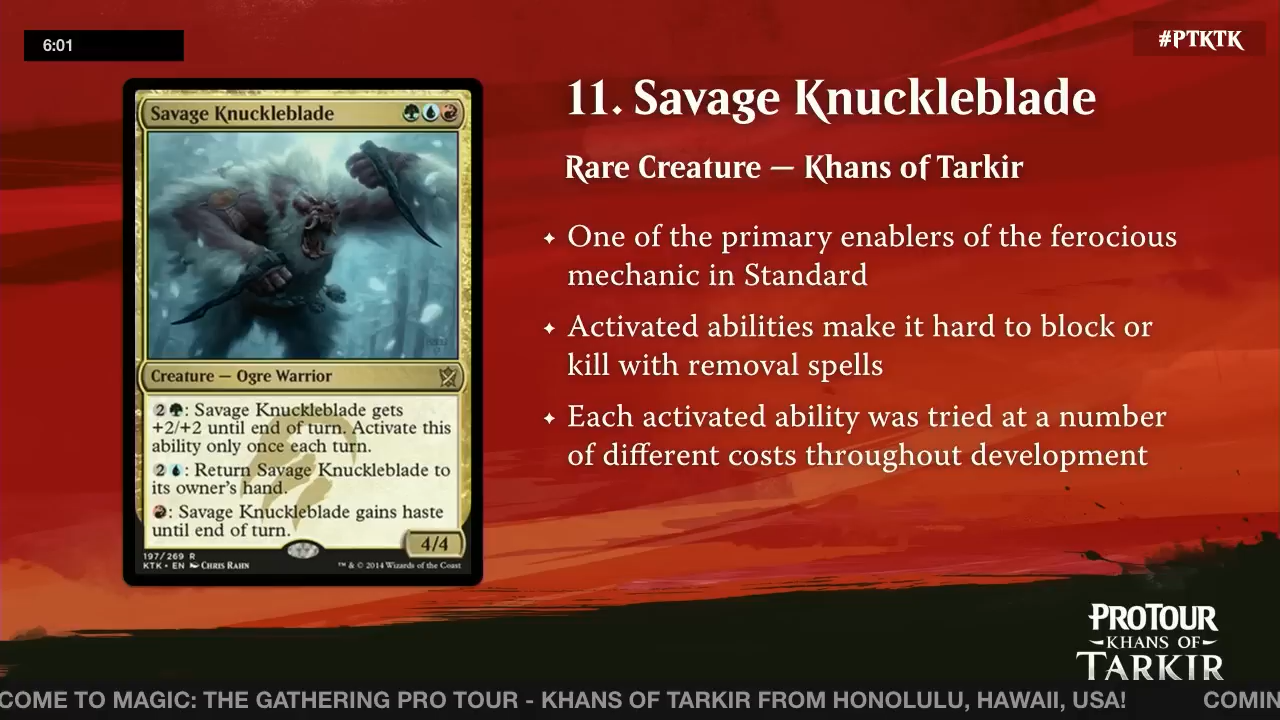 6:01
#PTKTK
Savage Knuckleblade
11. Savage Knuckleblade
Rare Creature — Khans of Tarkir
✦ One of the primary enablers of the ferocious
mechanic in Standard
✦ Activated abilities make it hard to block or
kill with removal spells
✦ Each activated ability was tried at a number
of different costs throughout development
Creature — Ogre Warrior
2: Savage Knuckleblade gets
+2/+2 until end of turn. Activate this
ability only once each turn.
2: Return Savage Knuckleblade to
its owner's hand.
: Savage Knuckleblade gains haste
until end of turn.
4/4
197/269 R
KTK • EN Chris Rahn
™ & © 2014 Wizards of the Coast
PRO TOUR
KHANS OF
TARKIR
COME TO MAGIC: THE GATHERING PRO TOUR - KHANS OF TARKIR FROM HONOLULU, HAWAII, USA! COMIN